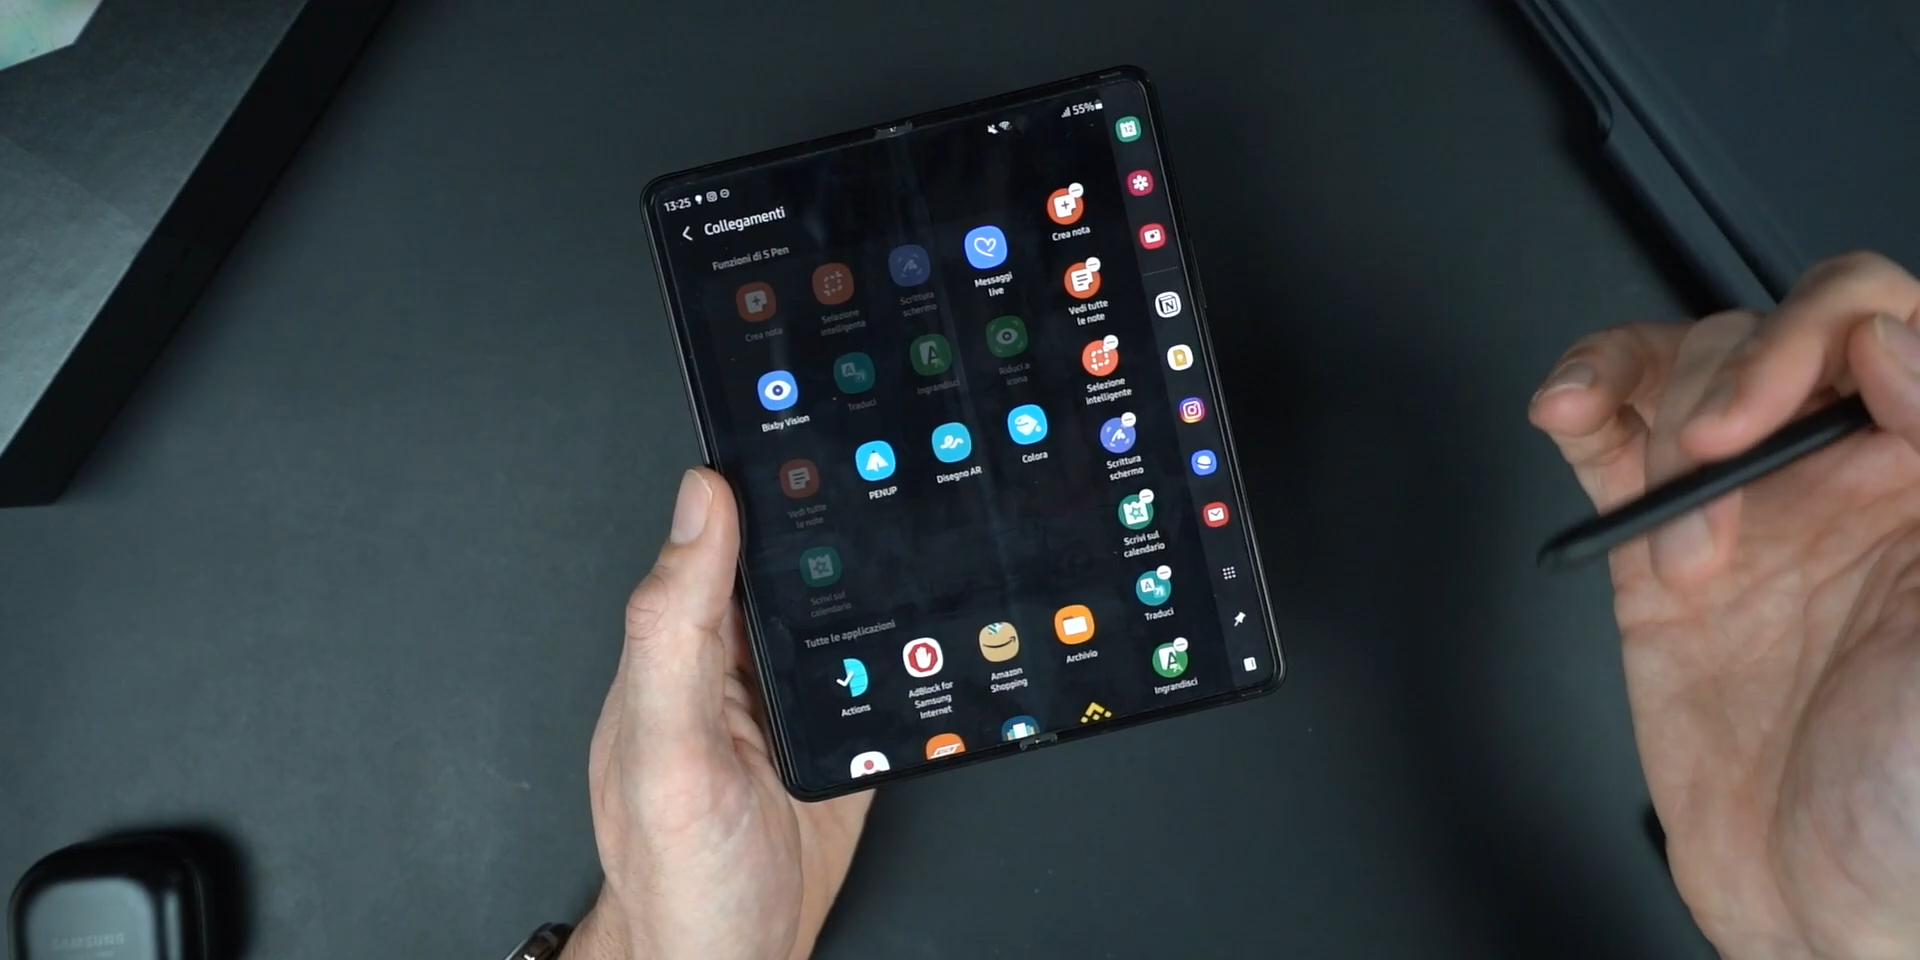 13:25
55%
Collegamenti
Funzioni di S Pen
Crea nota
Selezione
intelligente
Scrittura
schermo
Messaggi
live
Bixby Vision
Traduci
Ingrandisci
Riduci a
icona
Vedi tutte
le note
PENUP
Disegno AR
Colora
Scrivi sul
calendario
Tutte le applicazioni
Actions
AdBlock for
Samsung
Internet
Amazon
Shopping
Archivio
Crea nota
Vedi tutte
le note
Selezione
intelligente
Scrittura
schermo
Scrivi sul
calendario
Traduci
Ingrandisci
12
SAMSUNG